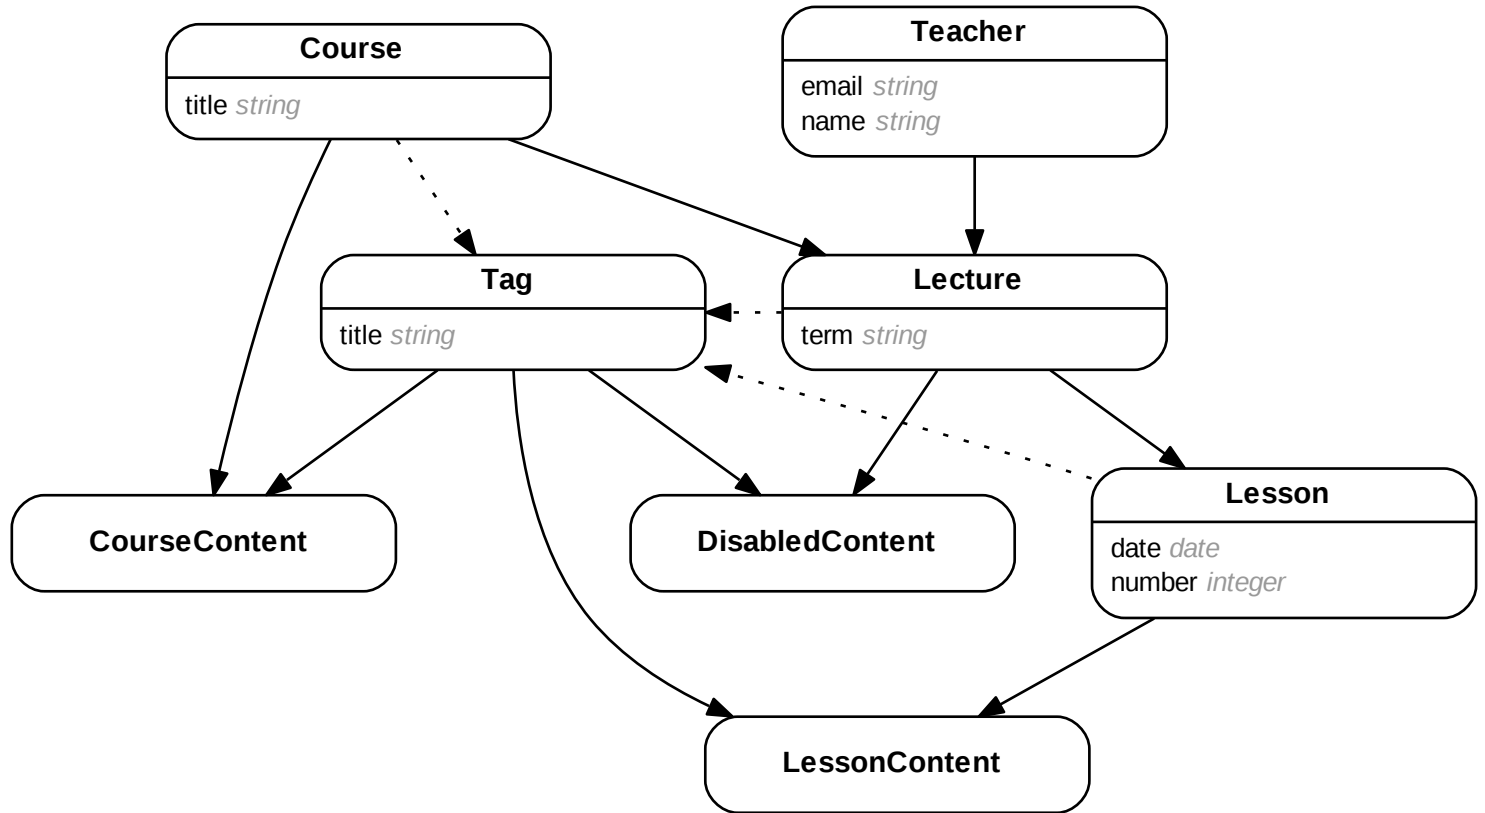 Course
title string
Teacher
email string
name string
Tag
title string
Lecture
term string
CourseContent
DisabledContent
Lesson
date date
number integer
LessonContent